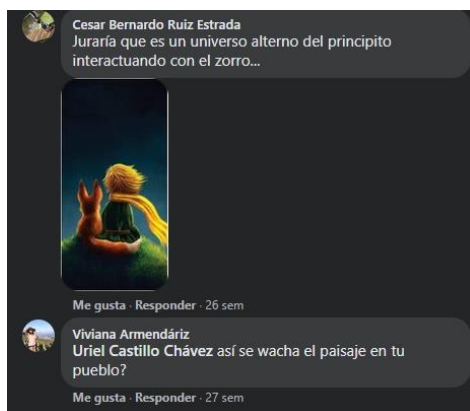 Cesar Bernardo Ruiz Estrada
Juraría que es un universo alterno del principito
interactuando con el zorro...
Me gusta · Responder · 26 sem
Viviana Armendáriz
Uriel Castillo Chávez así se wacha el paisaje en tu
pueblo?
Me gusta · Responder · 27 sem